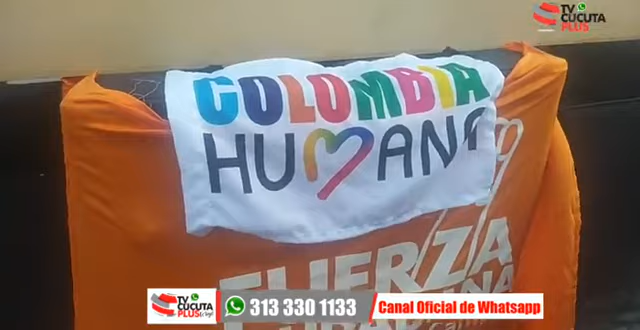 TV
CUCUTA
PLUS
COLOMBIA
HUMANA
FUERZA
TV
CUCUTA
PLUS
313 330 1133
Canal Oficial de Whatsapp